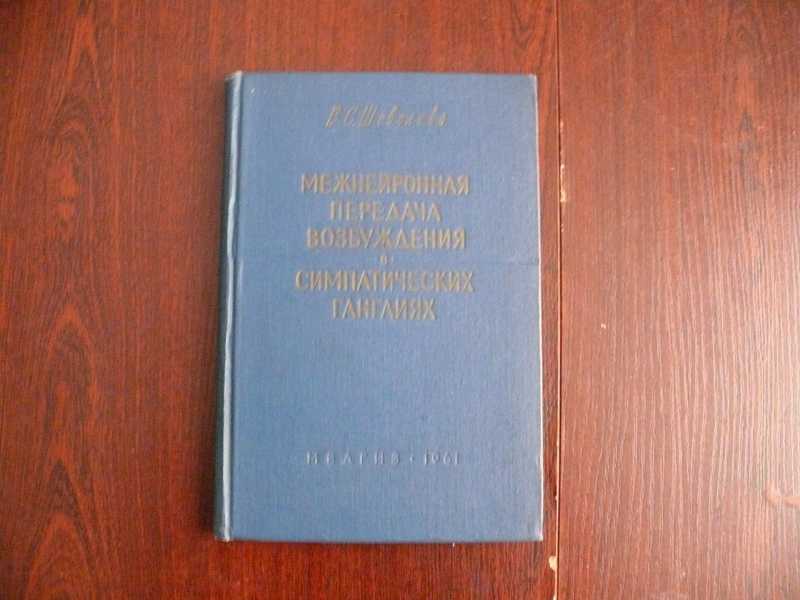 В.С. Шевелева
МЕЖНЕЙРОННАЯ
ПЕРЕДАЧА
ВОЗБУЖДЕНИЯ
В
СИМПАТИЧЕСКИХ
ГАНГЛИЯХ
МЕДГИЗ • 1961